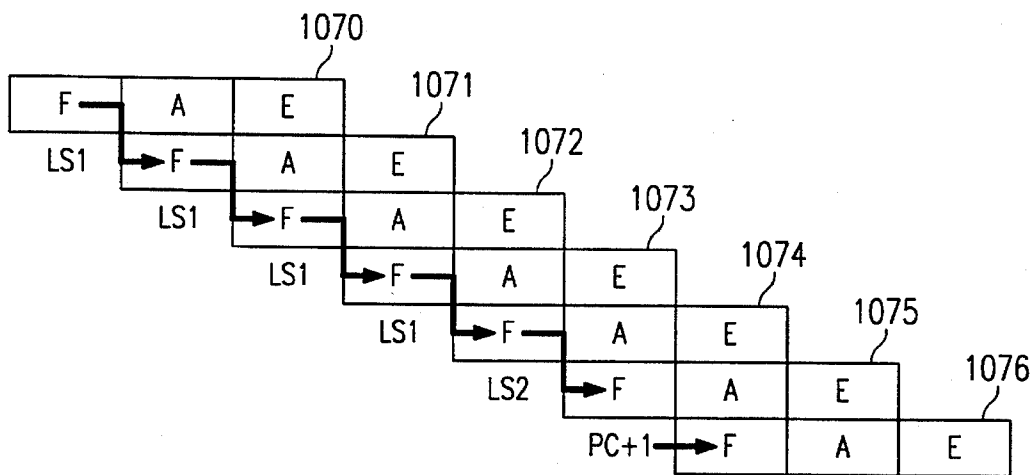 1070
F A E
1071
LS1 F A E
1072
LS1 F A E
1073
LS1 F A E
1074
LS1 F A E
1075
LS2 F A E
1076
PC+1 F A E